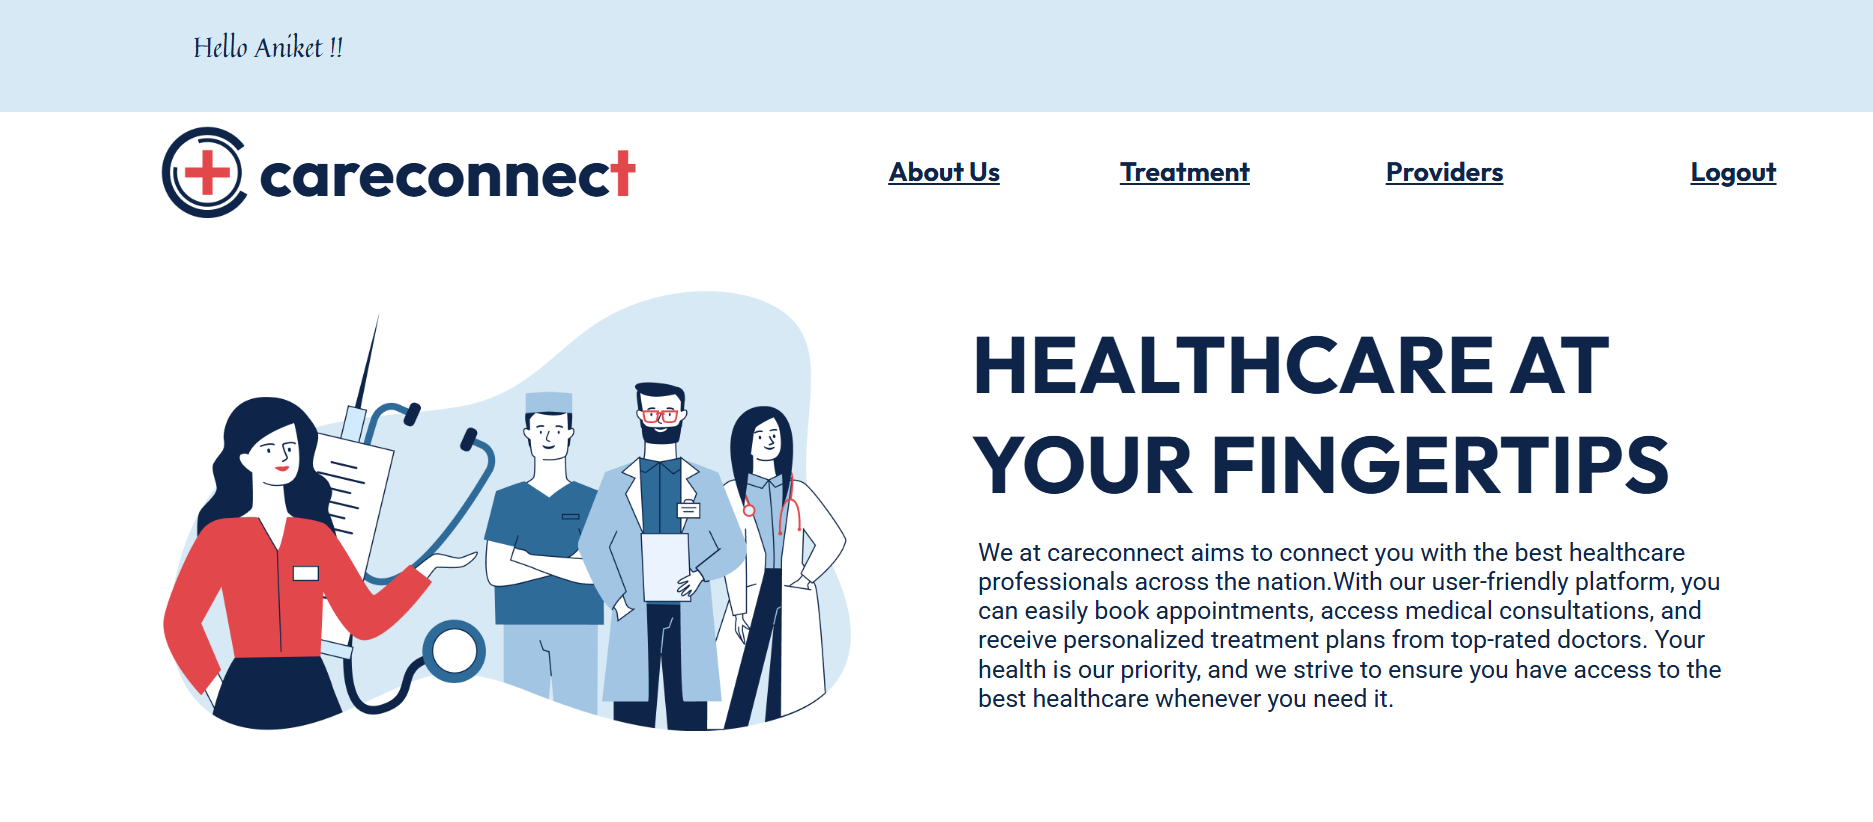 Hello Aniket !!
careconnect
About Us
Treatment
Providers
Logout
HEALTHCARE AT
YOUR FINGERTIPS
We at careconnect aims to connect you with the best healthcare
professionals across the nation.With our user-friendly platform, you
can easily book appointments, access medical consultations, and
receive personalized treatment plans from top-rated doctors. Your
health is our priority, and we strive to ensure you have access to the
best healthcare whenever you need it.